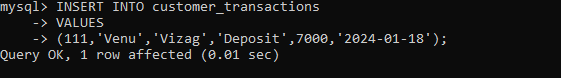 mysql> INSERT INTO customer_transactions
    -> VALUES
    -> (111,'Venu','Vizag','Deposit',7000,'2024-01-18');
Query OK, 1 row affected (0.01 sec)